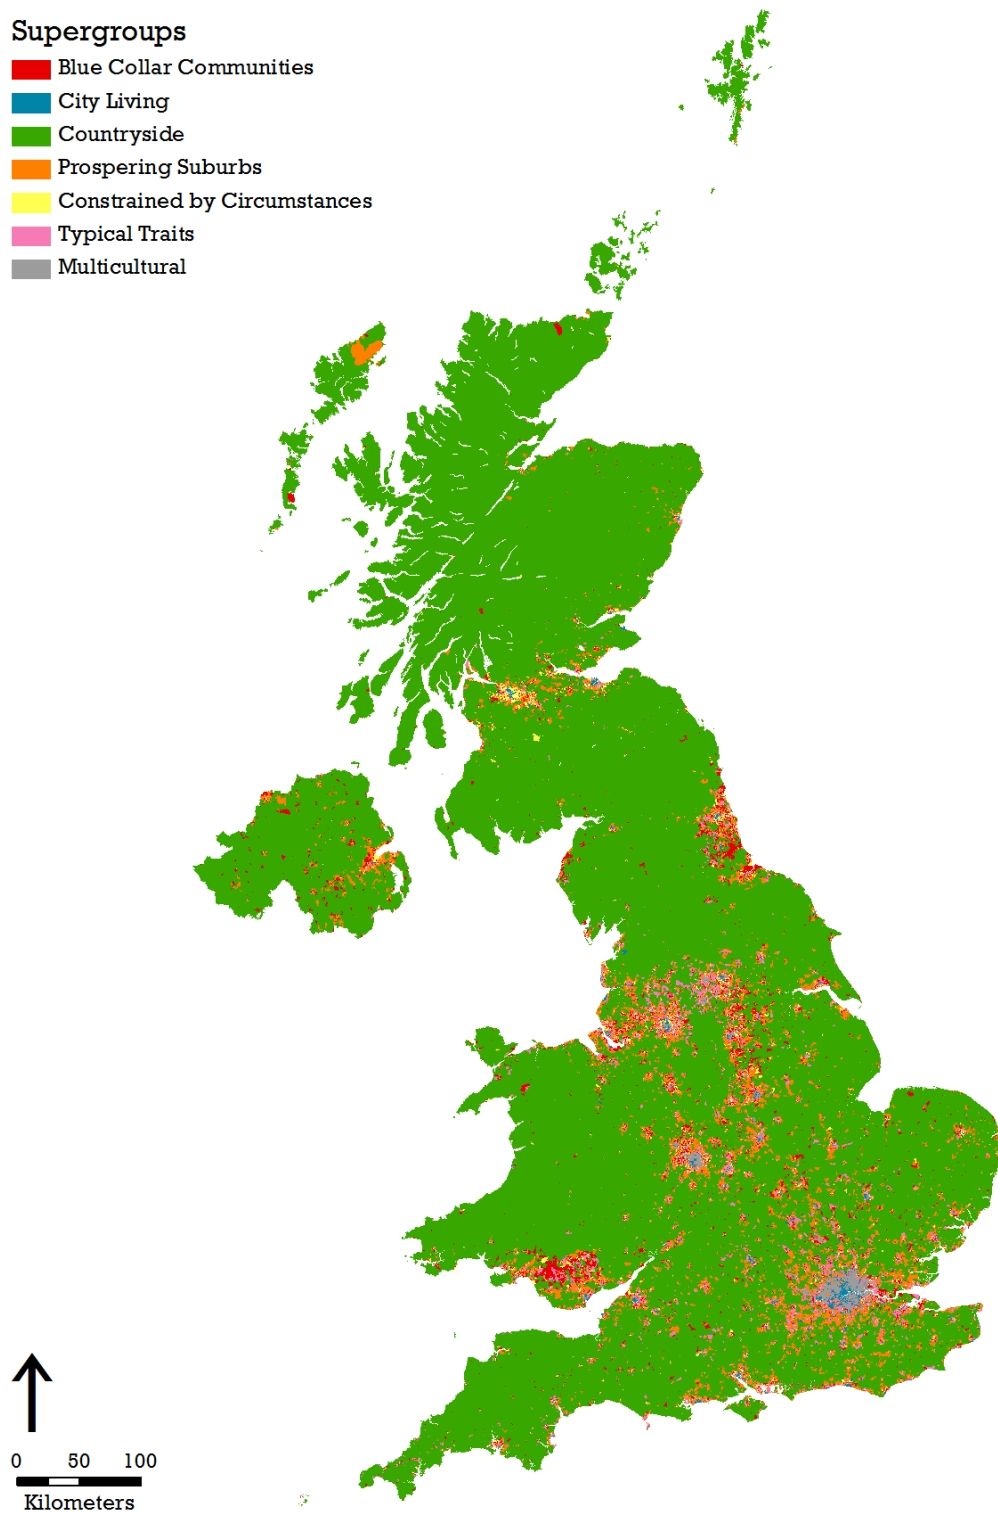 Supergroups
Blue Collar Communities
City Living
Countryside
Prospering Suburbs
Constrained by Circumstances
Typical Traits
Multicultural
0 50 100
Kilometers